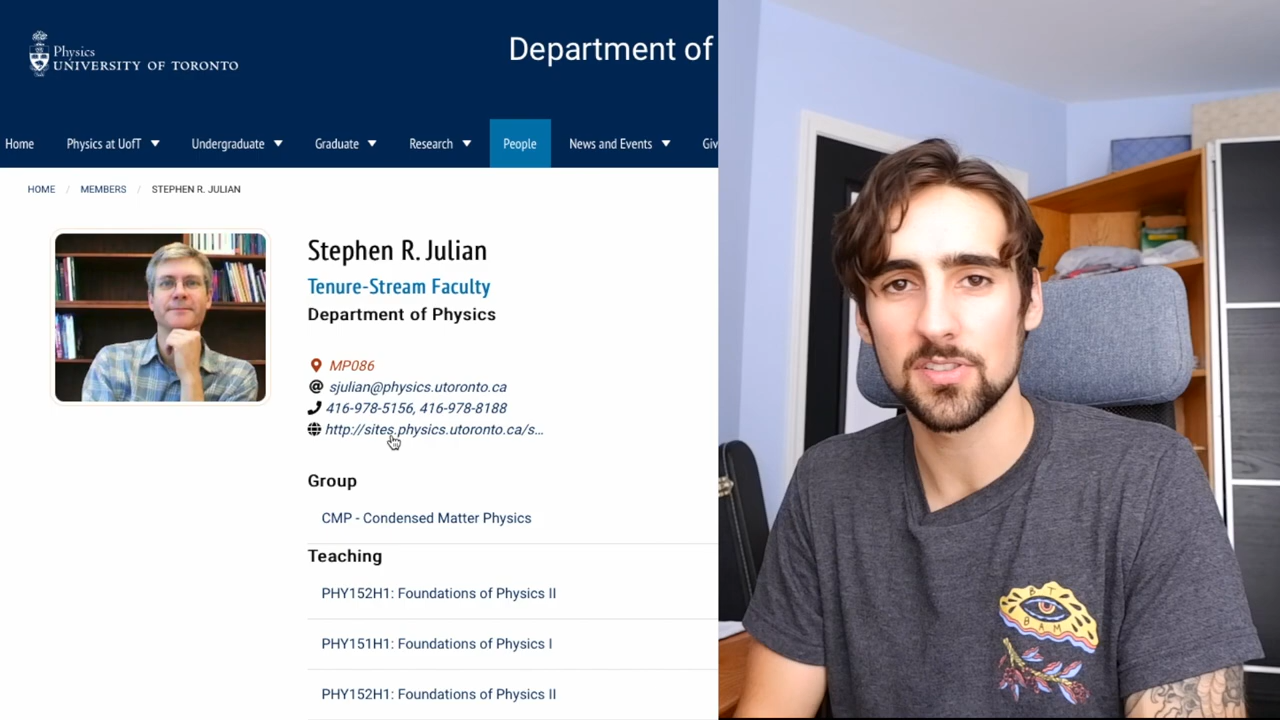 Physics
UNIVERSITY OF TORONTO
Department of
Home
Physics at UofT
Undergraduate
Graduate
Research
People
News and Events
Giv
HOME / MEMBERS / STEPHEN R. JULIAN
Stephen R. Julian
Tenure-Stream Faculty
Department of Physics
MP086
sjulian@physics.utoronto.ca
416-978-5156, 416-978-8188
http://sites.physics.utoronto.ca/s...
Group
CMP - Condensed Matter Physics
Teaching
PHY152H1: Foundations of Physics II
PHY151H1: Foundations of Physics I
PHY152H1: Foundations of Physics II
BT
BAM